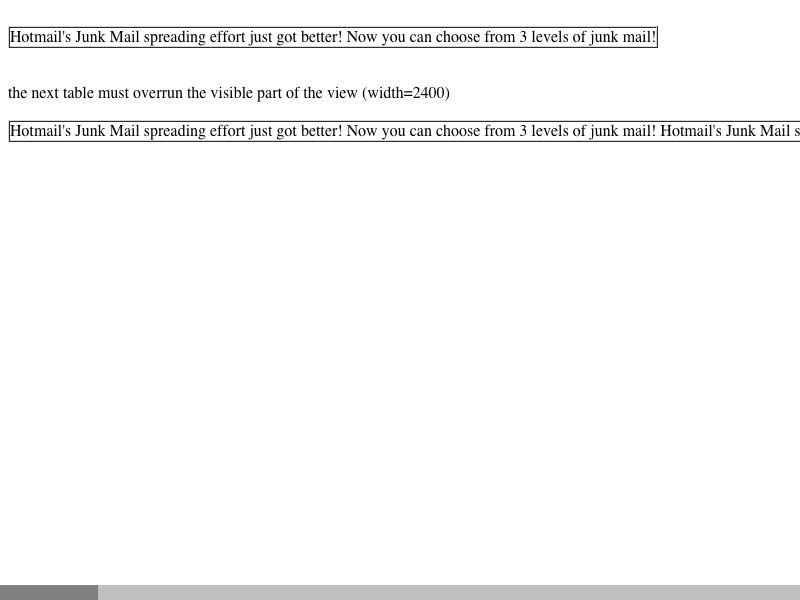 Hotmail's Junk Mail spreading effort just got better! Now you can choose from 3 levels of junk mail!
the next table must overrun the visible part of the view (width=2400)
Hotmail's Junk Mail spreading effort just got better! Now you can choose from 3 levels of junk mail! Hotmail's Junk Mail s